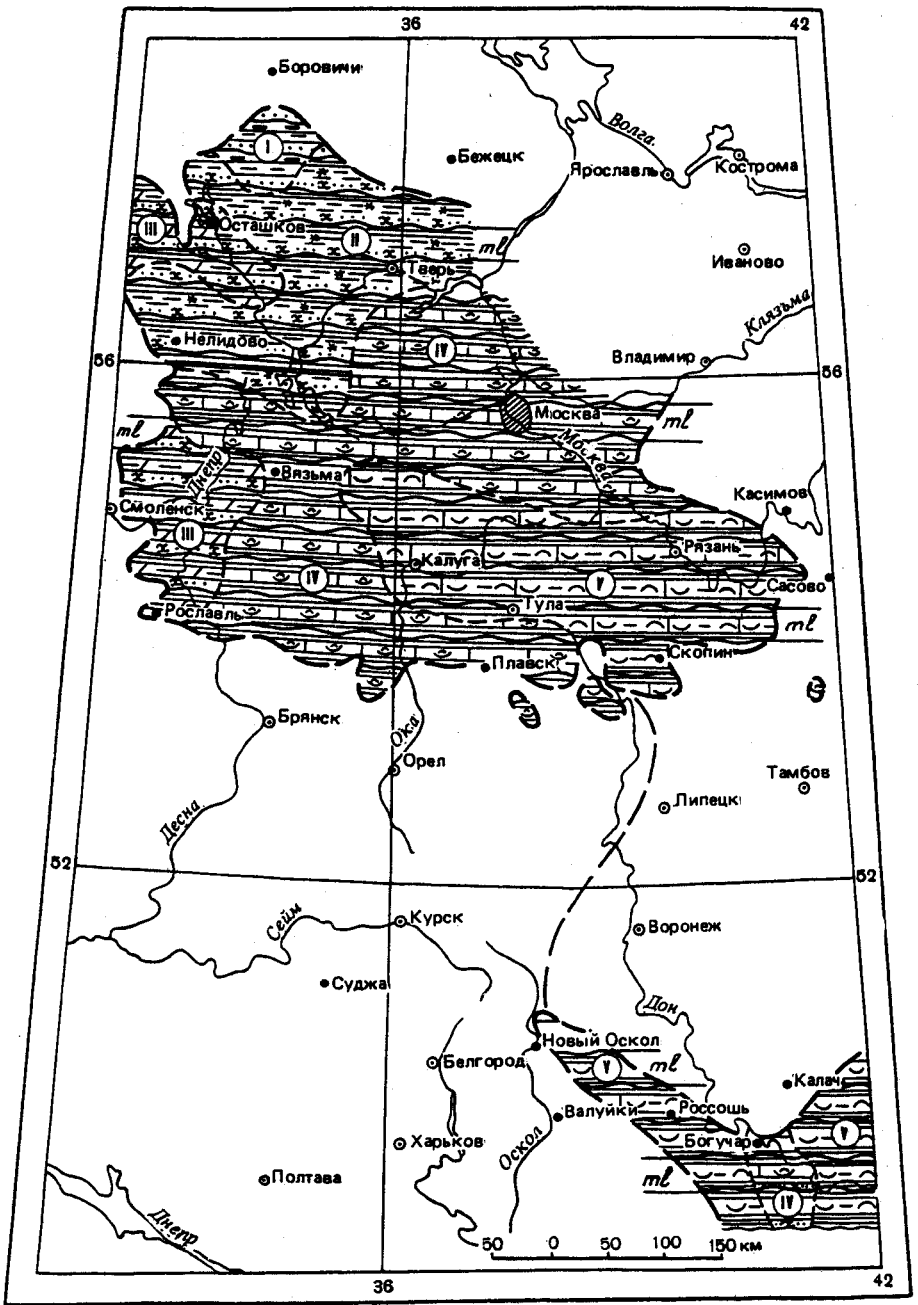 36 42
Боровичи
I
Волга
Бежецк
Ярославль
Кострома
III
Осташков
II
ml
Иваново
Тверь
Клязьма
IV
Нелидово
Владимир
56 56
Москва
ml
ml
Москва
Днепр
Вязьма
Касимов
Смоленск
III
Рязань
Калуга
IV
V
Сасово
Тула
Рославль
ml
Скопин
Плавск
Брянск
Ока
Орел
Тамбов
Липецк
Десна
52 52
Сейм
Курск
Воронеж
Суджа
Дон
Новый Оскол
Белгород
V
ml
Калач
Валуйки
Россошь
Харьков
Оскол
Богучар
V
Полтава
ml
IV
Днепр
50 0 50 100 150 км
36 42